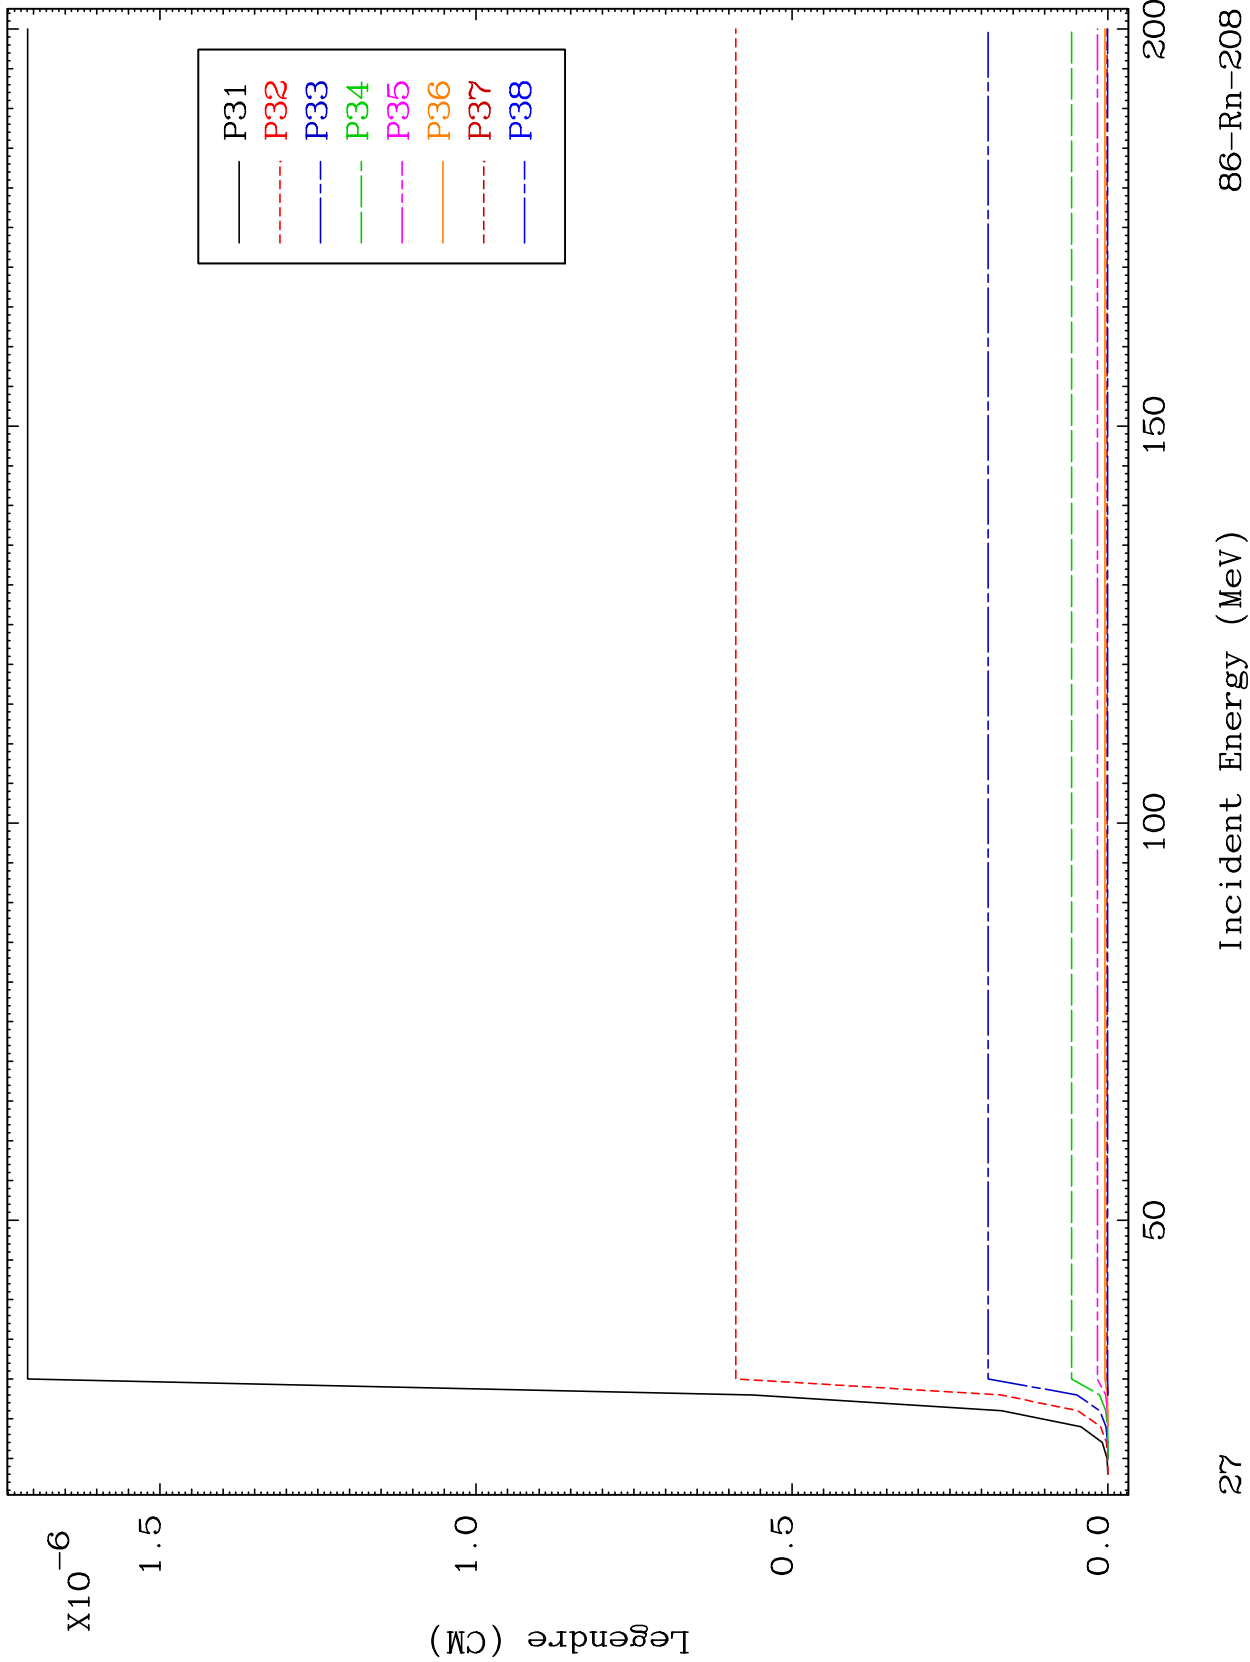 X10-6
1.5
1.0
0.5
0.0
Legendre (CM)
P31
P32
P33
P34
P35
P36
P37
P38
50
100
150
200
27
Incident Energy (MeV)
86-Rn-208